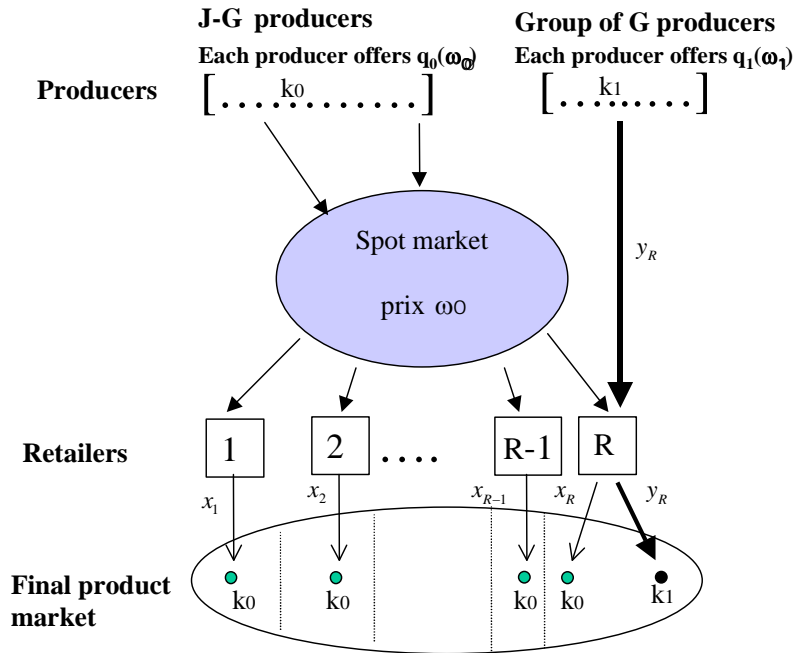 J-G producers
Group of G producers
Each producer offers q0(ω0)
Each producer offers q1(ω1)
Producers
[ . . . k0 . . . . . . . . . ]
[ . . . . k1 . . . . . ]
Spot market
prix ω0
yR
Retailers
1
2
. . . .
R-1
R
x1
x2
xR−1
xR
yR
Final product
market
k0
k0
k0
k0
k1